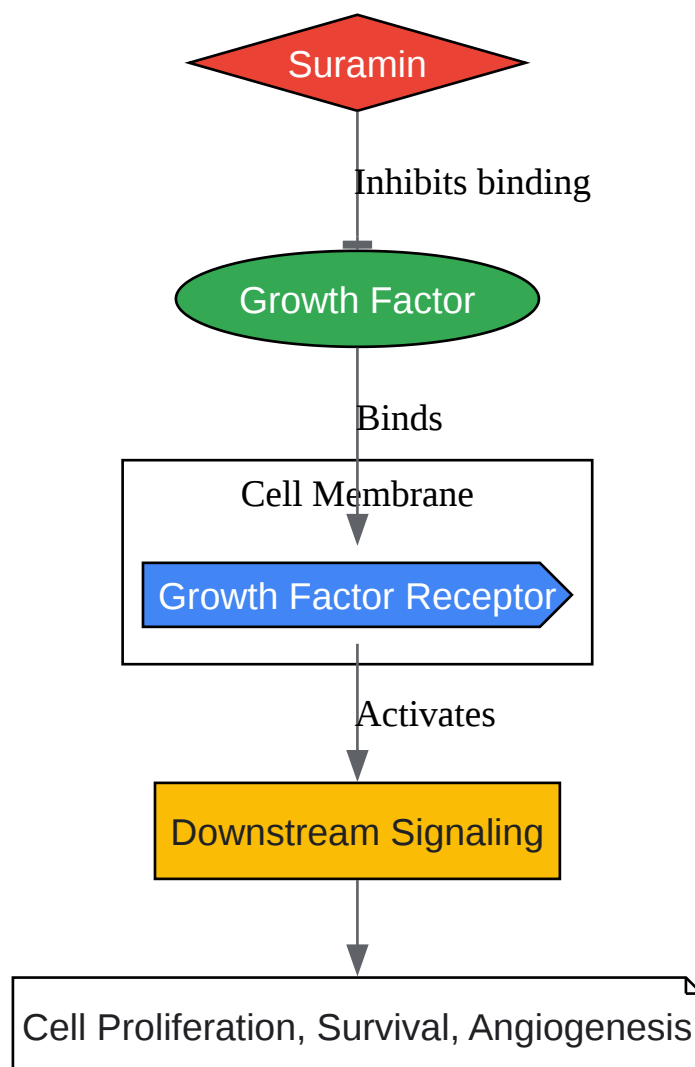 Suramin
Inhibits binding
Growth Factor
Binds
Cell Membrane
Growth Factor Receptor
Activates
Downstream Signaling
Cell Proliferation, Survival, Angiogenesis